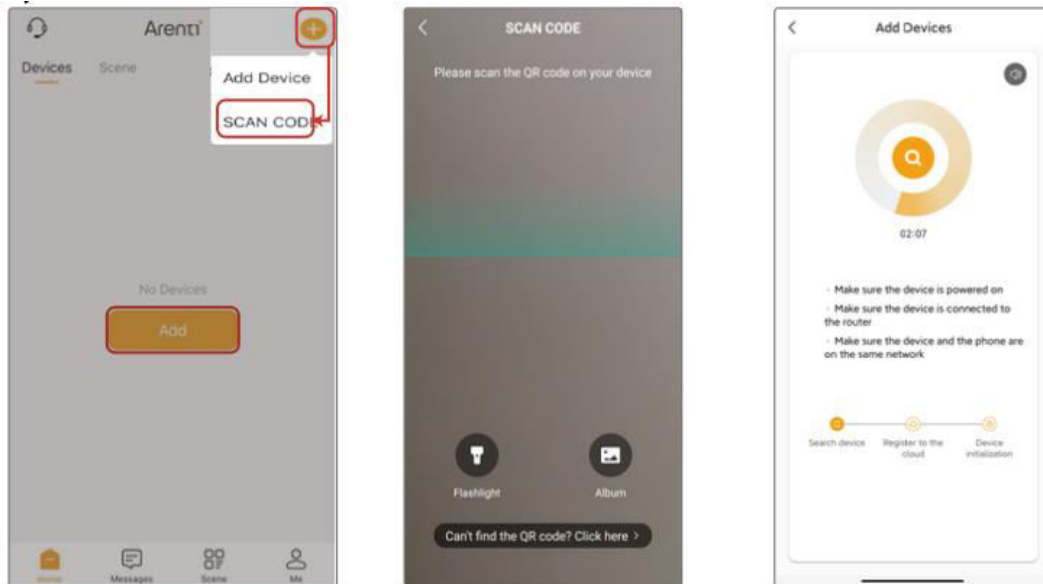 Arenti
Devices Scene
Add Device
SCAN CODE
No Devices
Add
Home Messages Scene Me
SCAN CODE
Please scan the QR code on your device
Flashlight Album
Can't find the QR code? Click here >
Add Devices
02:07
· Make sure the device is powered on
· Make sure the device is connected to
the router
· Make sure the device and the phone are
on the same network
Search device Register to the Device
cloud initialization